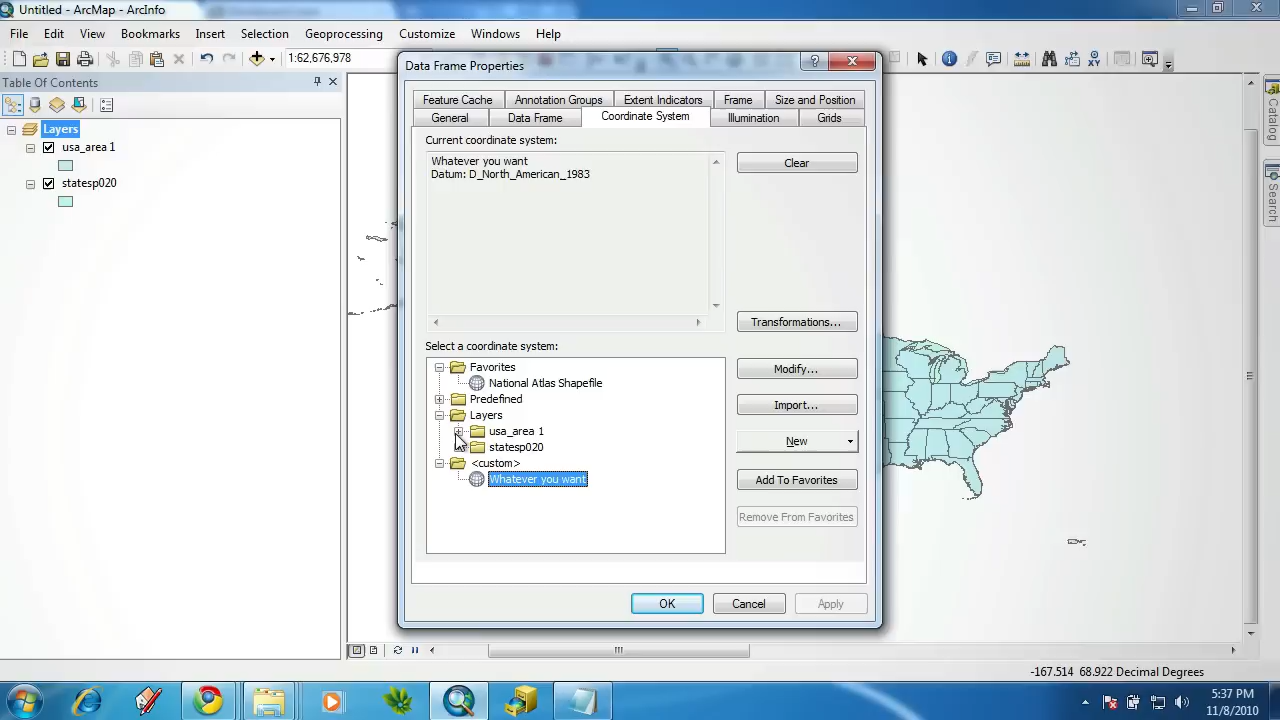 Untitled - ArcMap - ArcInfo
File Edit View Bookmarks Insert Selection Geoprocessing Customize Windows Help
1:62,676,978
Table Of Contents
Layers
usa_area 1
statesp020
Data Frame Properties
Feature Cache Annotation Groups Extent Indicators Frame Size and Position
General Data Frame Coordinate System Illumination Grids
Current coordinate system:
Whatever you want
Datum: D_North_American_1983
Clear
Transformations...
Select a coordinate system:
Favorites
National Atlas Shapefile
Predefined
Layers
usa_area 1
statesp020
<custom>
Whatever you want
Modify...
Import...
New
Add To Favorites
Remove From Favorites
OK Cancel Apply
Catalog
Search
-167.514 68.922 Decimal Degrees
5:37 PM
11/8/2010